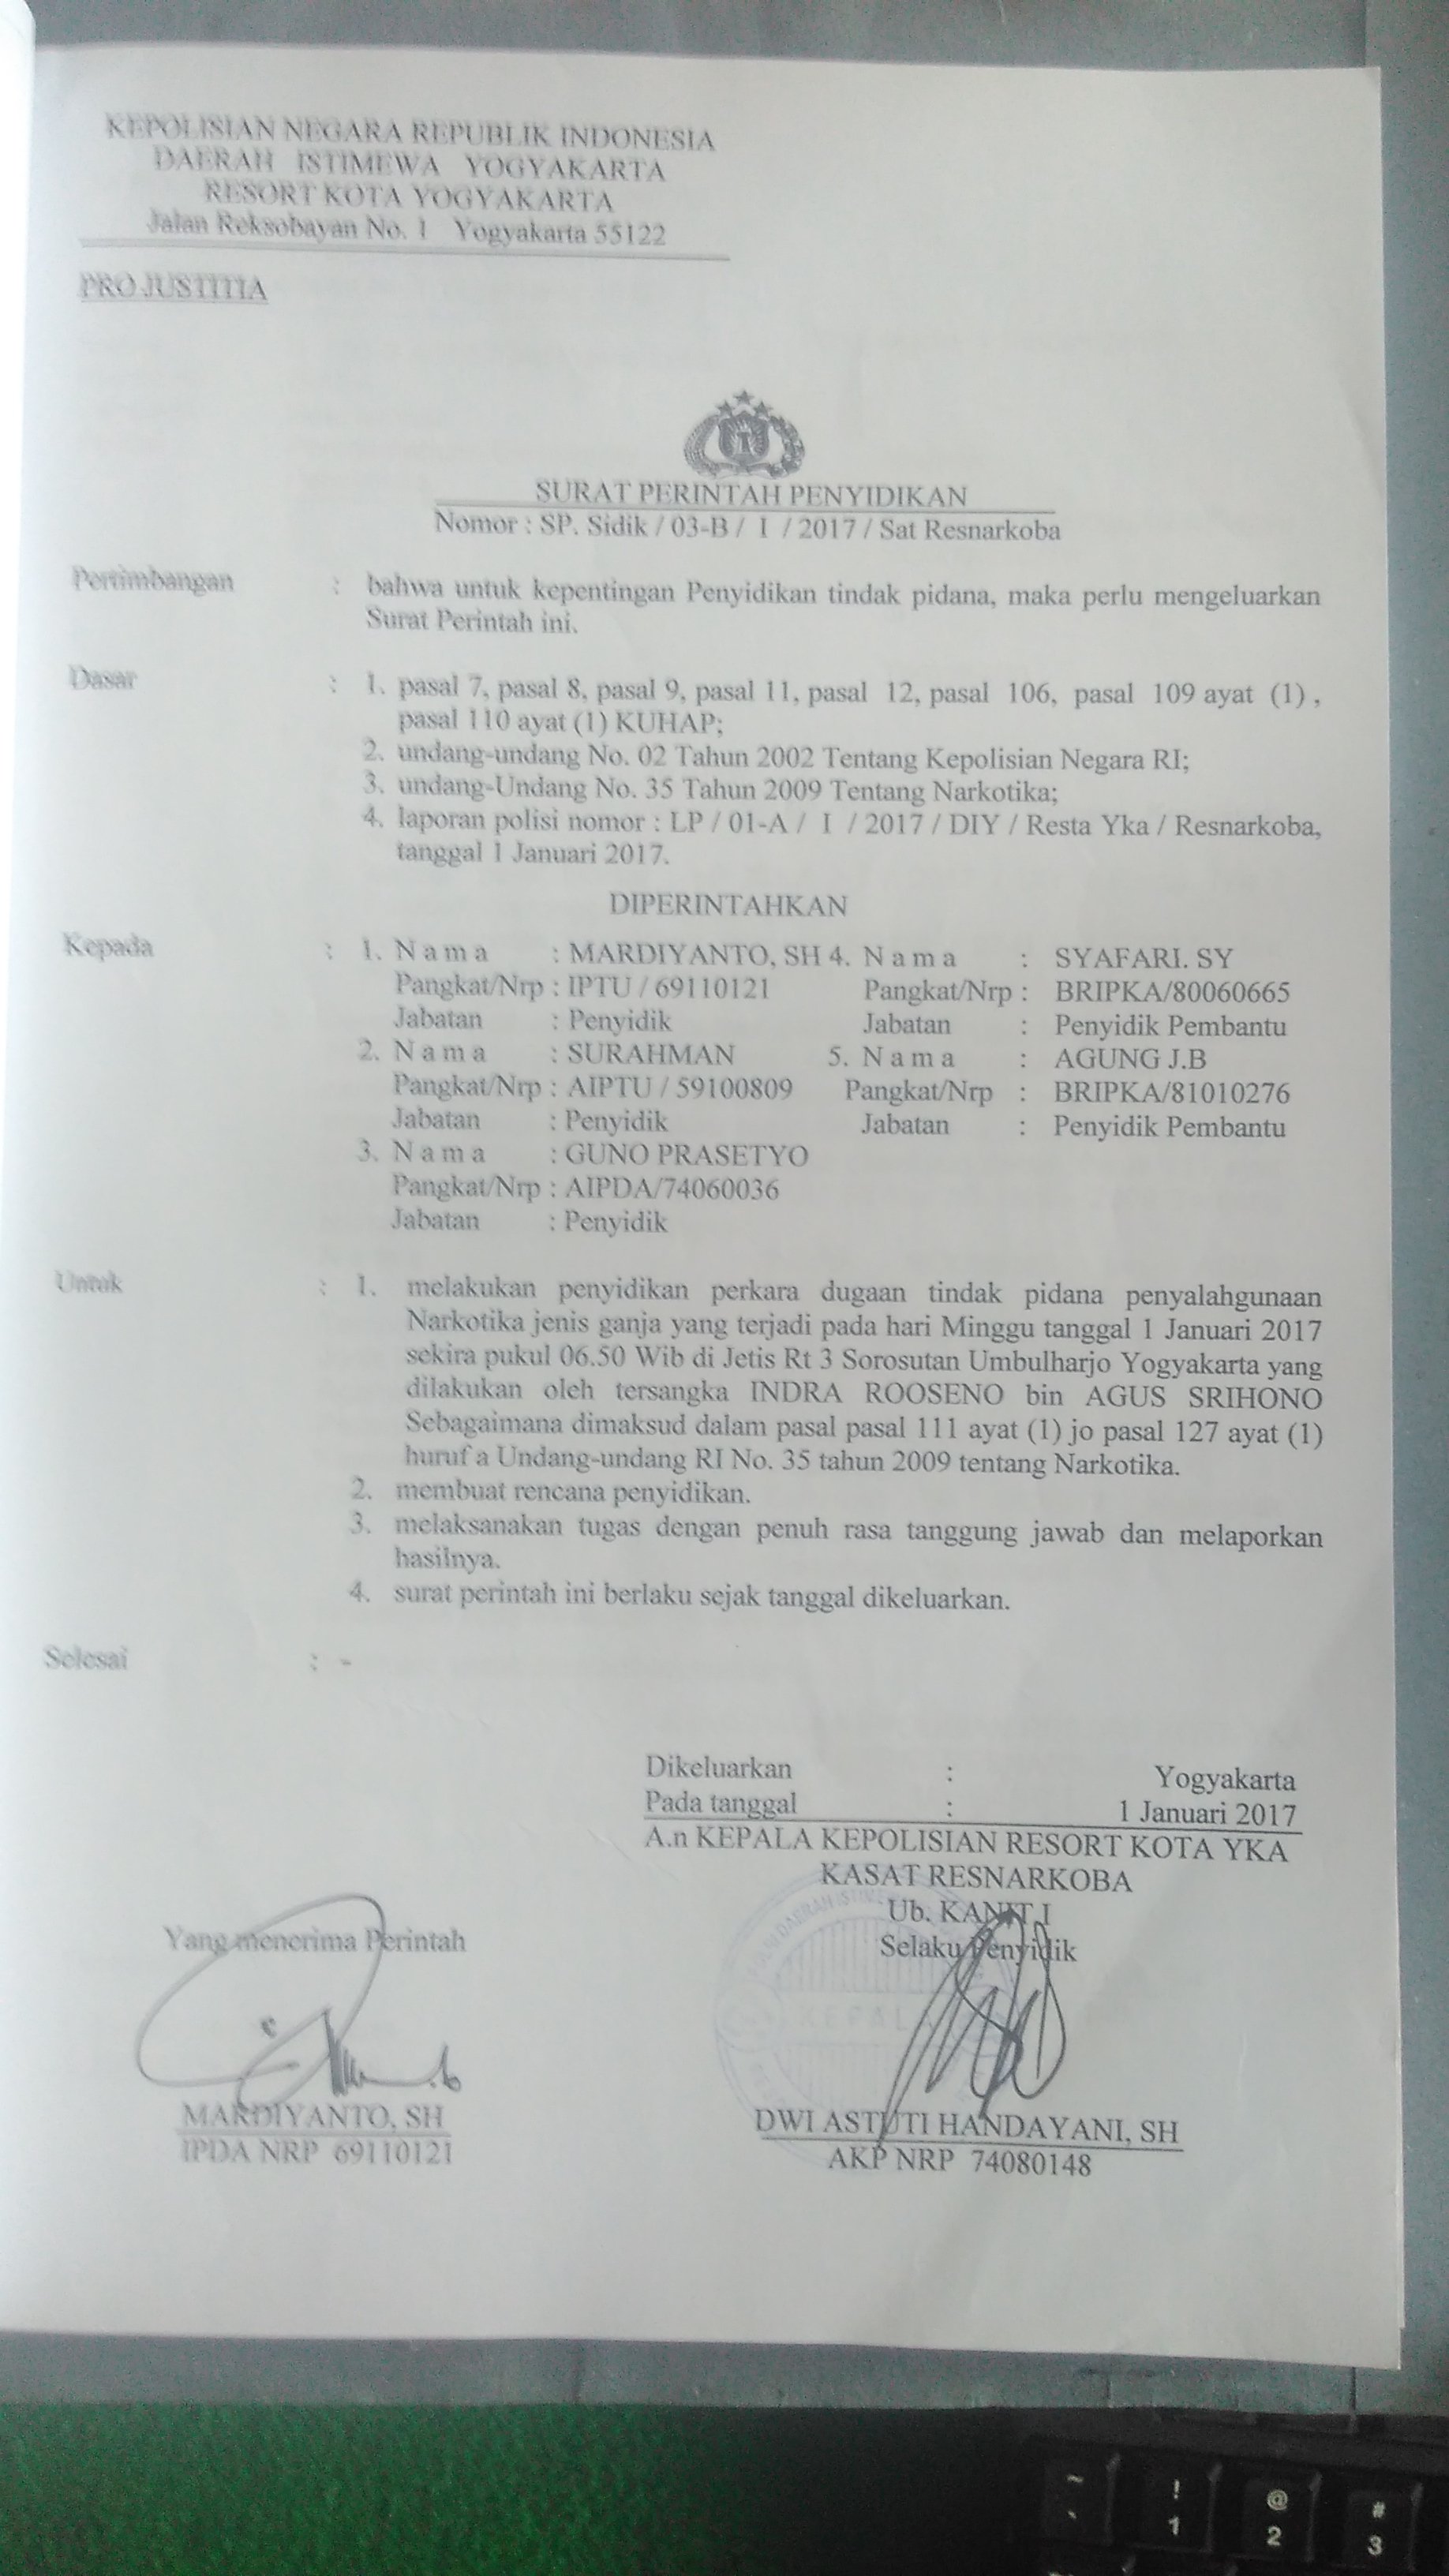 KEPOLISIAN NEGARA REPUBLIK INDONESIA
DAERAH ISTIMEWA YOGYAKARTA
RESORT KOTA YOGYAKARTA
Jalan Reksobayan No. 1 Yogyakarta 55122
PRO JUSTITIA
SURAT PERINTAH PENYIDIKAN
Nomor : SP. Sidik / 03-B / I / 2017 / Sat Resnarkoba
Pertimbangan : bahwa untuk kepentingan Penyidikan tindak pidana, maka perlu mengeluarkan
Surat Perintah ini.
Dasar : 1. pasal 7, pasal 8, pasal 9, pasal 11, pasal 12, pasal 106, pasal 109 ayat (1) ,
pasal 110 ayat (1) KUHAP;
2. undang-undang No. 02 Tahun 2002 Tentang Kepolisian Negara RI;
3. undang-Undang No. 35 Tahun 2009 Tentang Narkotika;
4. laporan polisi nomor : LP / 01-A / I / 2017 / DIY / Resta Yka / Resnarkoba,
tanggal 1 Januari 2017.
DIPERINTAHKAN
Kepada : 1. N a m a : MARDIYANTO, SH 4. N a m a : SYAFARI. SY
Pangkat/Nrp : IPTU / 69110121 Pangkat/Nrp : BRIPKA/80060665
Jabatan : Penyidik Jabatan : Penyidik Pembantu
2. N a m a : SURAHMAN 5. N a m a : AGUNG J.B
Pangkat/Nrp : AIPTU / 59100809 Pangkat/Nrp : BRIPKA/81010276
Jabatan : Penyidik Jabatan : Penyidik Pembantu
3. N a m a : GUNO PRASETYO
Pangkat/Nrp : AIPDA/74060036
Jabatan : Penyidik
Untuk : 1. melakukan penyidikan perkara dugaan tindak pidana penyalahgunaan
Narkotika jenis ganja yang terjadi pada hari Minggu tanggal 1 Januari 2017
sekira pukul 06.50 Wib di Jetis Rt 3 Sorosutan Umbulharjo Yogyakarta yang
dilakukan oleh tersangka INDRA ROOSENO bin AGUS SRIHONO
Sebagaimana dimaksud dalam pasal pasal 111 ayat (1) jo pasal 127 ayat (1)
huruf a Undang-undang RI No. 35 tahun 2009 tentang Narkotika.
2. membuat rencana penyidikan.
3. melaksanakan tugas dengan penuh rasa tanggung jawab dan melaporkan
hasilnya.
4. surat perintah ini berlaku sejak tanggal dikeluarkan.
Selesai : -
Dikeluarkan : Yogyakarta
Pada tanggal : 1 Januari 2017
A.n KEPALA KEPOLISIAN RESORT KOTA YKA
KASAT RESNARKOBA
Ub. KANIT I
Yang menerima Perintah
Selaku Penyidik
KEPALA
MARDIYANTO, SH
IPDA NRP 69110121
DWI ASTUTI HANDAYANI, SH
AKP NRP 74080148
~ ! @ #
` 1 2 3